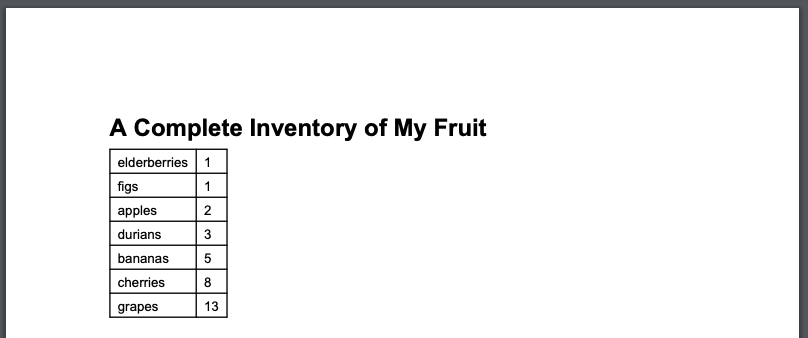 A Complete Inventory of My Fruit
elderberries 1
figs 1
apples 2
durians 3
bananas 5
cherries 8
grapes 13